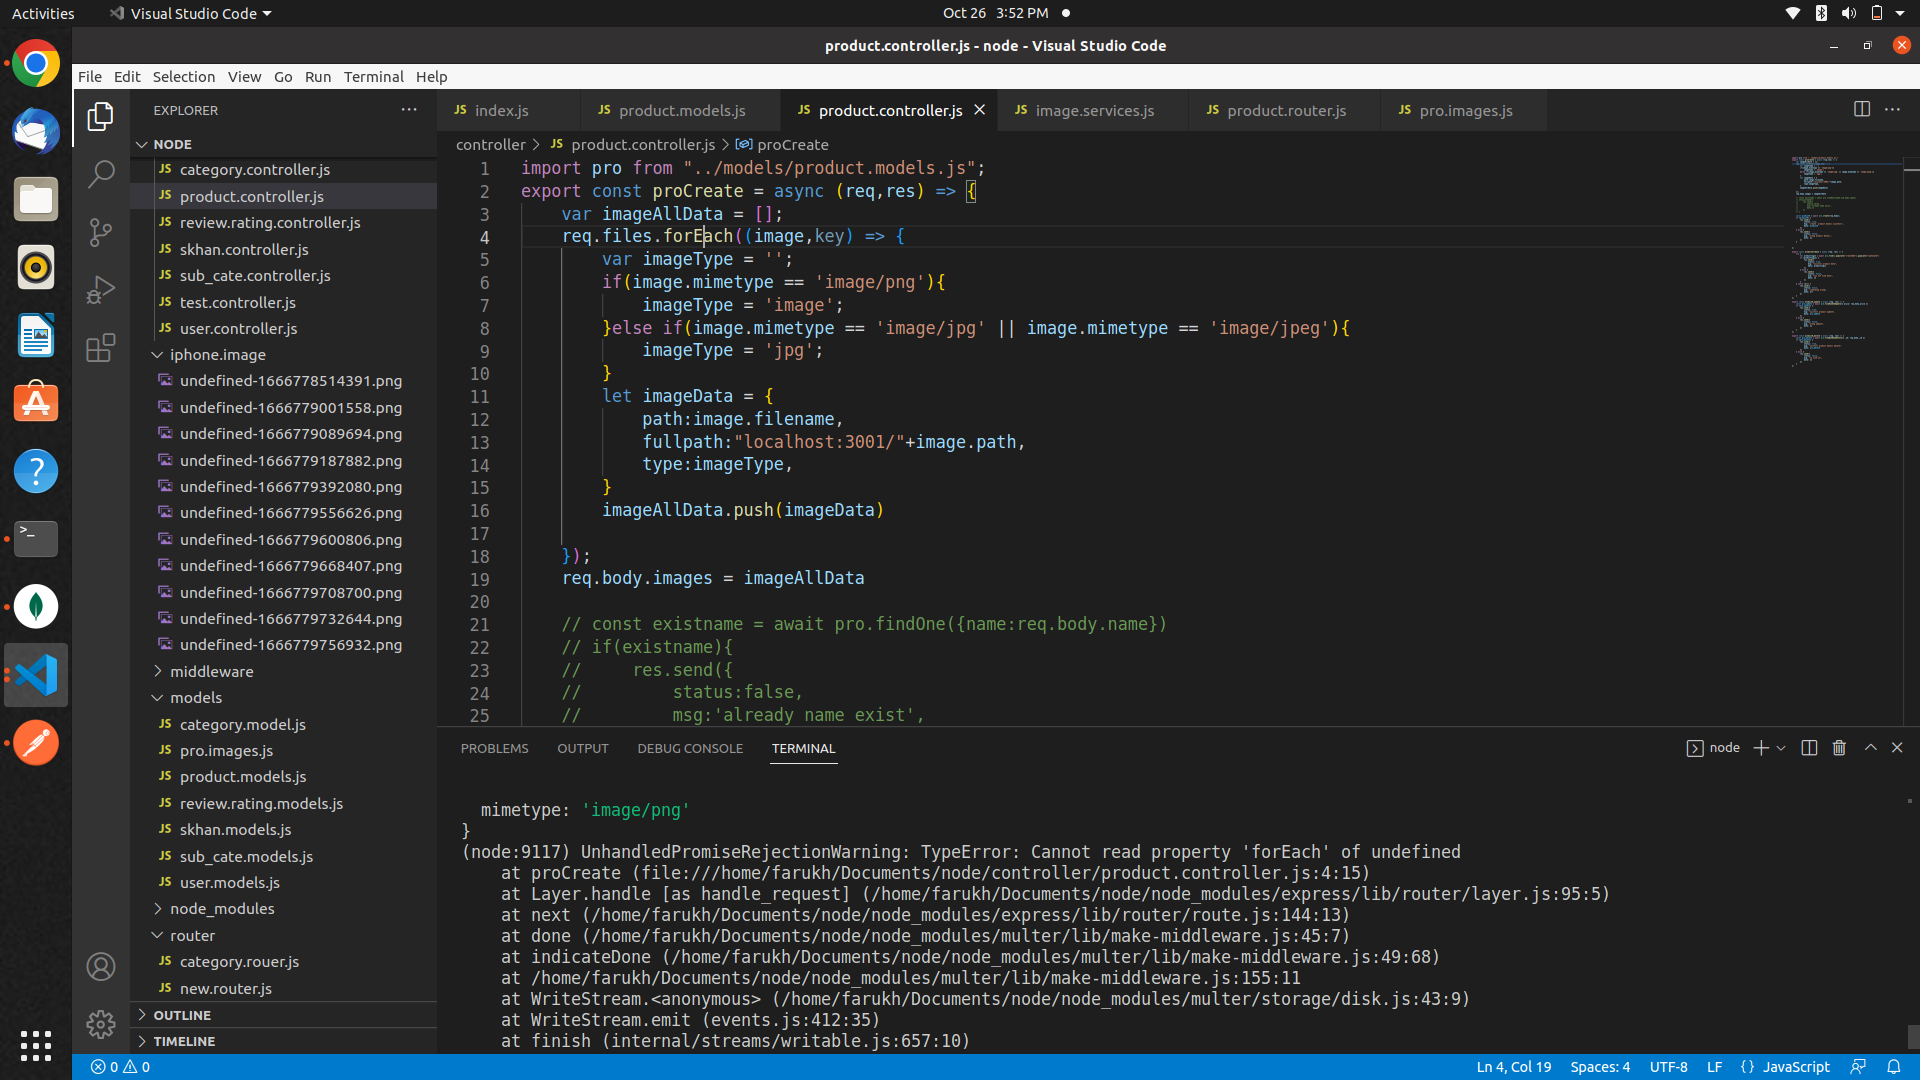 Activities
Visual Studio Code
Oct 26 3:52 PM
product.controller.js - node - Visual Studio Code
File Edit Selection View Go Run Terminal Help
EXPLORER
NODE
JS category.controller.js
JS product.controller.js
JS review.rating.controller.js
JS skhan.controller.js
JS sub_cate.controller.js
JS test.controller.js
JS user.controller.js
iphone.image
undefined-1666778514391.png
undefined-1666779001558.png
undefined-1666779089694.png
undefined-1666779187882.png
undefined-1666779392080.png
undefined-1666779556626.png
undefined-1666779600806.png
undefined-1666779668407.png
undefined-1666779708700.png
undefined-1666779732644.png
undefined-1666779756932.png
middleware
models
JS category.model.js
JS pro.images.js
JS product.models.js
JS review.rating.models.js
JS skhan.models.js
JS sub_cate.models.js
JS user.models.js
node_modules
router
JS category.rouer.js
JS new.router.js
OUTLINE
TIMELINE
JS index.js JS product.models.js JS product.controller.js JS image.services.js JS product.router.js JS pro.images.js
controller > JS product.controller.js > proCreate
1 import pro from "../models/product.models.js";
2 export const proCreate = async (req,res) => {
3 var imageAllData = [];
4 req.files.forEach((image,key) => {
5 var imageType = '';
6 if(image.mimetype == 'image/png'){
7 imageType = 'image';
8 }else if(image.mimetype == 'image/jpg' || image.mimetype == 'image/jpeg'){
9 imageType = 'jpg';
10 }
11 let imageData = {
12 path:image.filename,
13 fullpath:"localhost:3001/"+image.path,
14 type:imageType,
15 }
16 imageAllData.push(imageData)
17
18 });
19 req.body.images = imageAllData
20
21 // const existname = await pro.findOne({name:req.body.name})
22 // if(existname){
23 // res.send({
24 // status:false,
25 // msg:'already name exist',
PROBLEMS OUTPUT DEBUG CONSOLE TERMINAL
node
mimetype: 'image/png'
}
(node:9117) UnhandledPromiseRejectionWarning: TypeError: Cannot read property 'forEach' of undefined
at proCreate (file:///home/farukh/Documents/node/controller/product.controller.js:4:15)
at Layer.handle [as handle_request] (/home/farukh/Documents/node/node_modules/express/lib/router/layer.js:95:5)
at next (/home/farukh/Documents/node/node_modules/express/lib/router/route.js:144:13)
at done (/home/farukh/Documents/node/node_modules/multer/lib/make-middleware.js:45:7)
at indicateDone (/home/farukh/Documents/node/node_modules/multer/lib/make-middleware.js:49:68)
at /home/farukh/Documents/node/node_modules/multer/lib/make-middleware.js:155:11
at WriteStream.<anonymous> (/home/farukh/Documents/node/node_modules/multer/storage/disk.js:43:9)
at WriteStream.emit (events.js:412:35)
at finish (internal/streams/writable.js:657:10)
0 0
Ln 4, Col 19 Spaces: 4 UTF-8 LF {} JavaScript